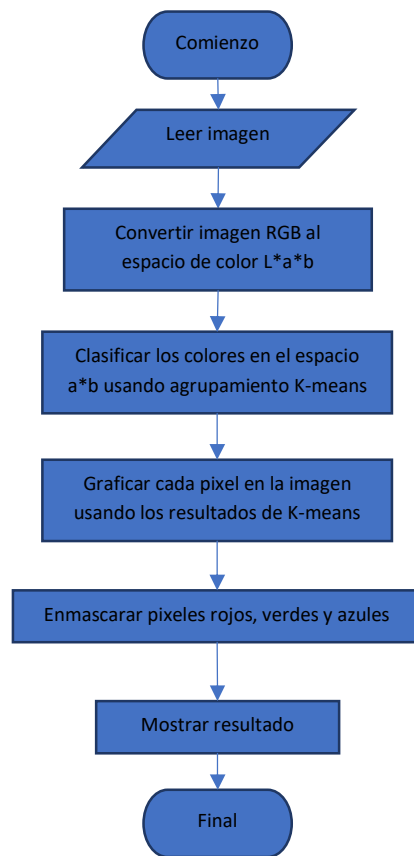 Comienzo
Leer imagen
Convertir imagen RGB al
espacio de color L*a*b
Clasificar los colores en el espacio
a*b usando agrupamiento K-means
Graficar cada pixel en la imagen
usando los resultados de K-means
Enmascarar pixeles rojos, verdes y azules
Mostrar resultado
Final